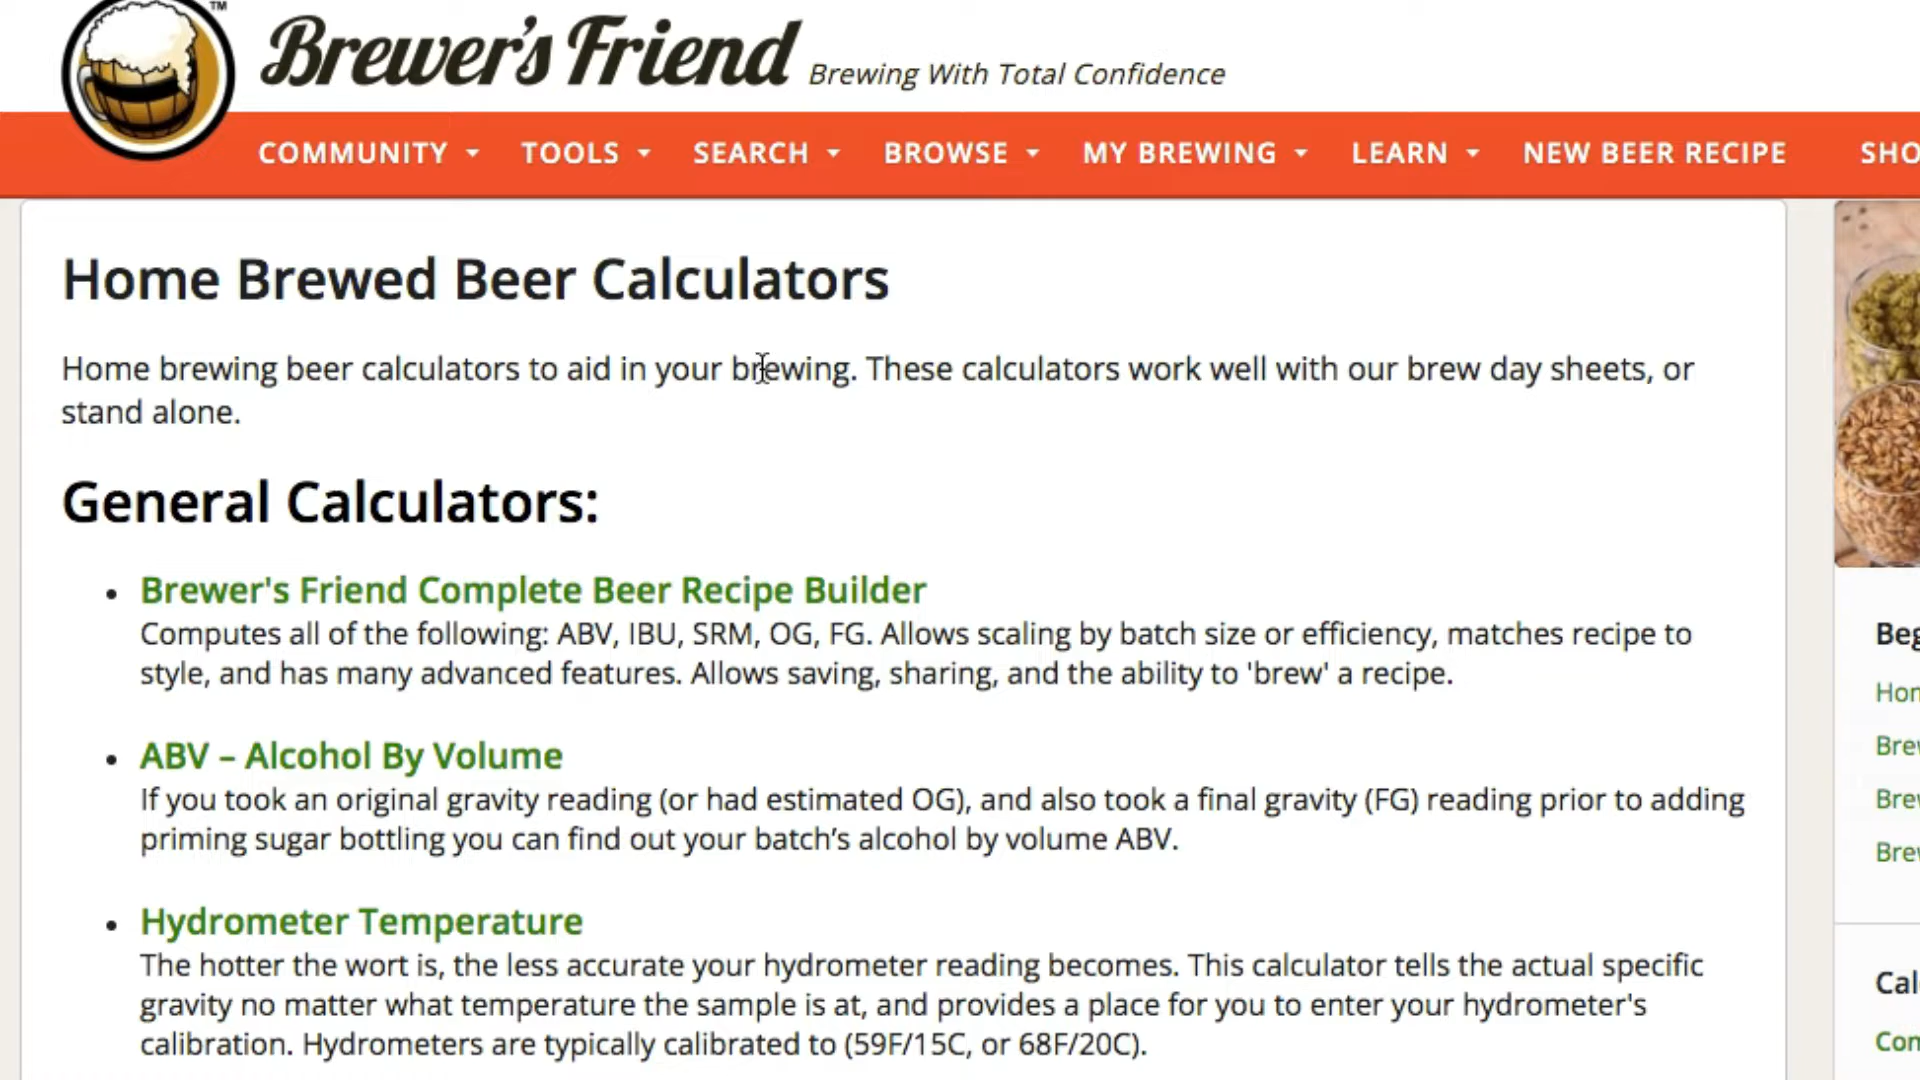 TM
Brewer's Friend Brewing With Total Confidence
COMMUNITY TOOLS SEARCH BROWSE MY BREWING LEARN NEW BEER RECIPE SHO
Home Brewed Beer Calculators
Home brewing beer calculators to aid in your brewing. These calculators work well with our brew day sheets, or
stand alone.
General Calculators:
• Brewer's Friend Complete Beer Recipe Builder
Computes all of the following: ABV, IBU, SRM, OG, FG. Allows scaling by batch size or efficiency, matches recipe to
style, and has many advanced features. Allows saving, sharing, and the ability to 'brew' a recipe.
• ABV – Alcohol By Volume
If you took an original gravity reading (or had estimated OG), and also took a final gravity (FG) reading prior to adding
priming sugar bottling you can find out your batch’s alcohol by volume ABV.
• Hydrometer Temperature
The hotter the wort is, the less accurate your hydrometer reading becomes. This calculator tells the actual specific
gravity no matter what temperature the sample is at, and provides a place for you to enter your hydrometer's
calibration. Hydrometers are typically calibrated to (59F/15C, or 68F/20C).
Beg
Hom
Brew
Brew
Brew
Cal
Com